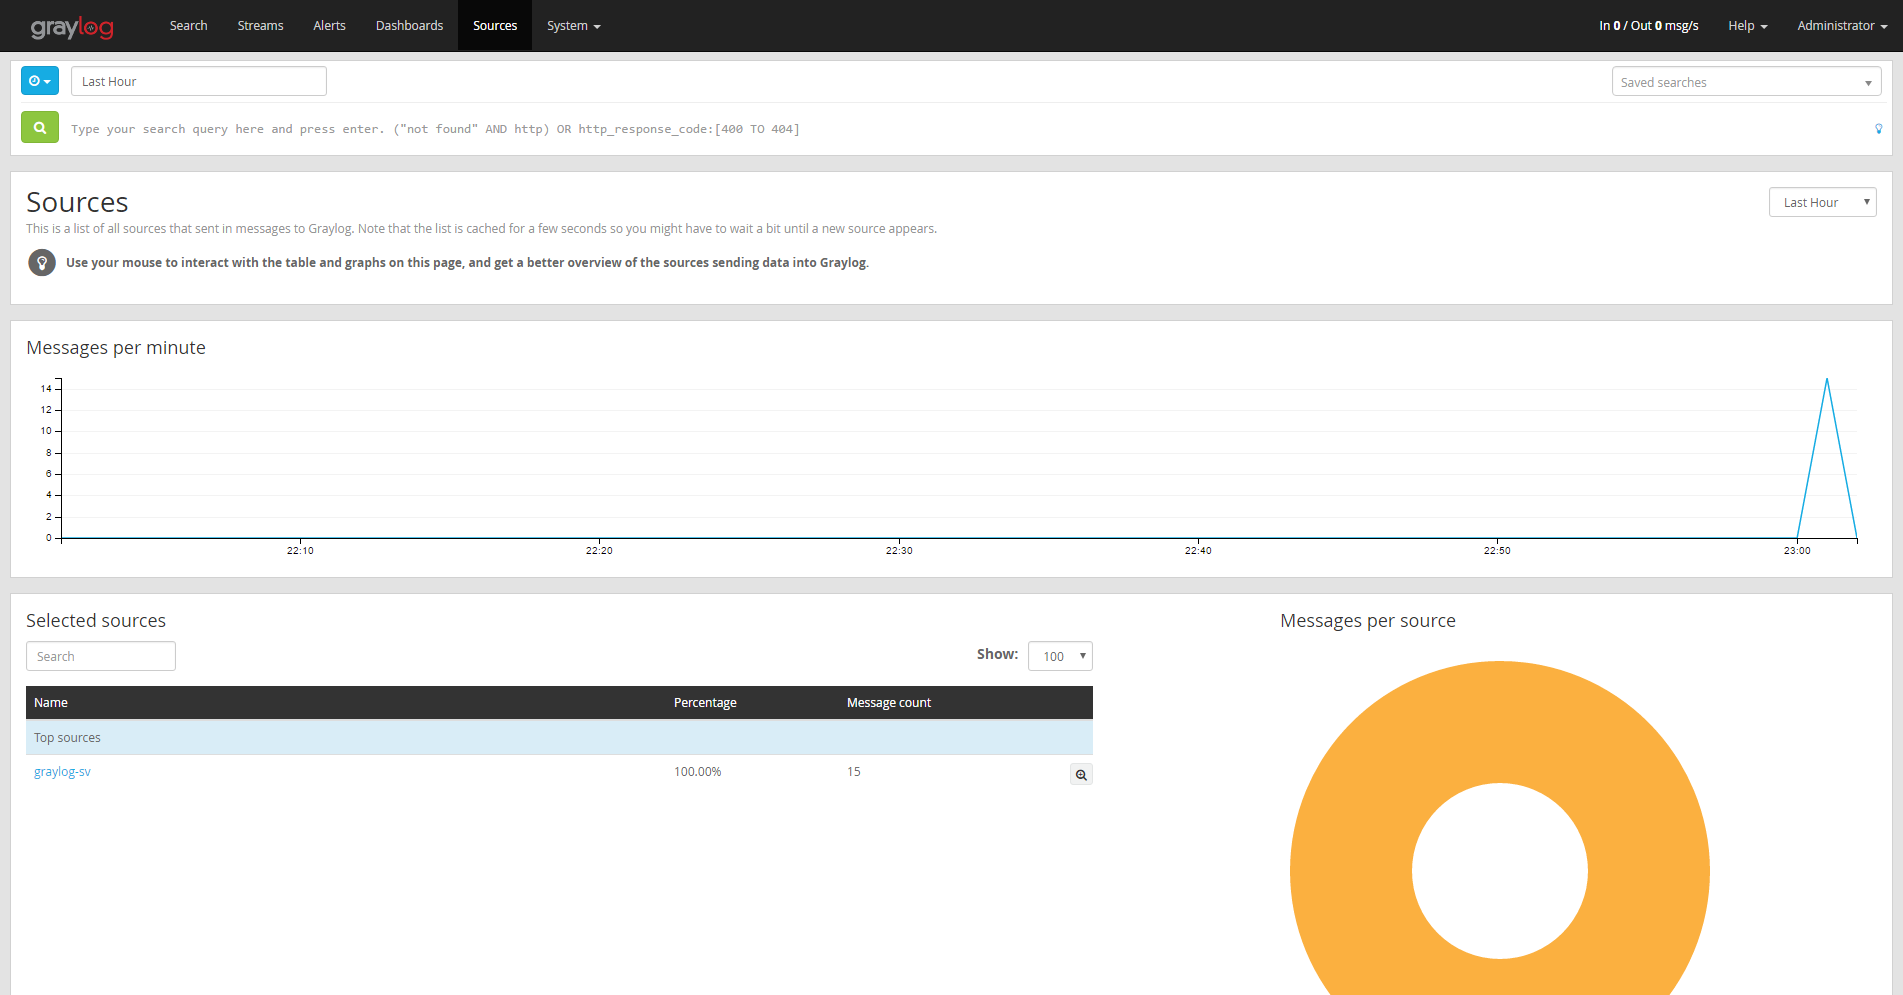 graylog
Search Streams Alerts Dashboards Sources System In 0 / Out 0 msg/s Help Administrator
Last Hour Saved searches
Type your search query here and press enter. ("not found" AND http) OR http_response_code:[400 TO 404]
Sources
Last Hour
This is a list of all sources that sent in messages to Graylog. Note that the list is cached for a few seconds so you might have to wait a bit until a new source appears.
Use your mouse to interact with the table and graphs on this page, and get a better overview of the sources sending data into Graylog.
Messages per minute
14
12
10
8
6
4
2
0
22:10 22:20 22:30 22:40 22:50 23:00
Selected sources
Search Show: 100
Name Percentage Message count
Top sources
graylog-sv 100.00% 15
Messages per source